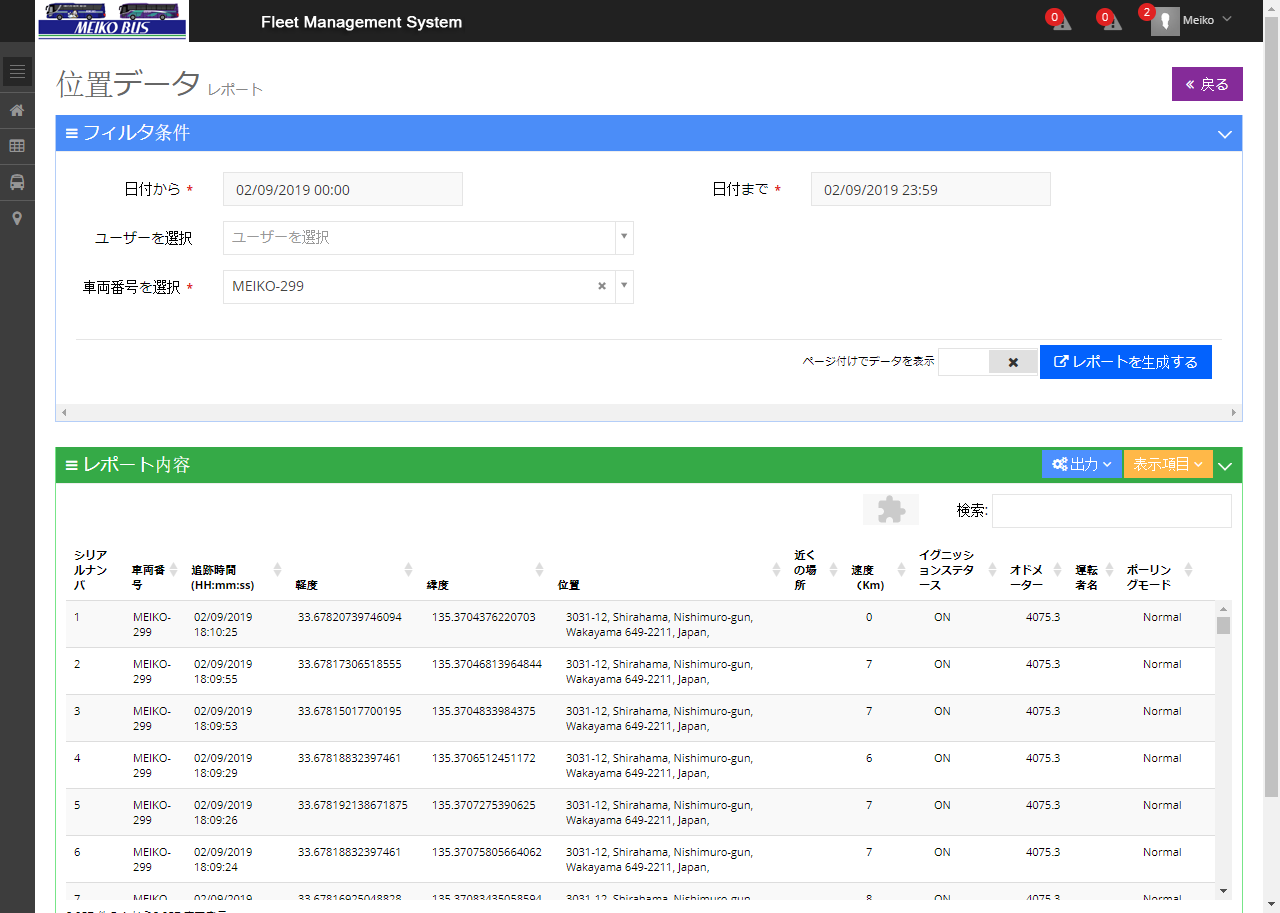 MEIKO BUS
Fleet Management System
0
0
2
Meiko
位置データ レポート
« 戻る
フィルタ条件
日付から *
02/09/2019 00:00
日付まで *
02/09/2019 23:59
ユーザーを選択
ユーザーを選択
車両番号を選択 *
MEIKO-299
ページ付けでデータを表示
レポートを生成する
レポート内容
出力
表示項目
検索:
シリアルナンバ 車両番号 追跡時間 (HH:mm:ss) 軽度 緯度 位置 近くの場所 速度 (Km) イグニッションステタース オドメーター 運転者名 ポーリングモード
1 MEIKO-299 02/09/2019 18:10:25 33.67820739746094 135.3704376220703 3031-12, Shirahama, Nishimuro-gun, Wakayama 649-2211, Japan, 0 ON 4075.3 Normal
2 MEIKO-299 02/09/2019 18:09:55 33.67817306518555 135.37046813964844 3031-12, Shirahama, Nishimuro-gun, Wakayama 649-2211, Japan, 7 ON 4075.3 Normal
3 MEIKO-299 02/09/2019 18:09:53 33.67815017700195 135.3704833984375 3031-12, Shirahama, Nishimuro-gun, Wakayama 649-2211, Japan, 7 ON 4075.3 Normal
4 MEIKO-299 02/09/2019 18:09:29 33.67818832397461 135.3706512451172 3031-12, Shirahama, Nishimuro-gun, Wakayama 649-2211, Japan, 6 ON 4075.3 Normal
5 MEIKO-299 02/09/2019 18:09:26 33.678192138671875 135.3707275390625 3031-12, Shirahama, Nishimuro-gun, Wakayama 649-2211, Japan, 7 ON 4075.3 Normal
6 MEIKO-299 02/09/2019 18:09:24 33.67818832397461 135.37075805664062 3031-12, Shirahama, Nishimuro-gun, Wakayama 649-2211, Japan, 7 ON 4075.3 Normal
7 MEIKO- 02/09/2019 33.67816925048828 135.37083435058594 3031-12, Shirahama, Nishimuro-gun, 8 ON 4075.3 Normal